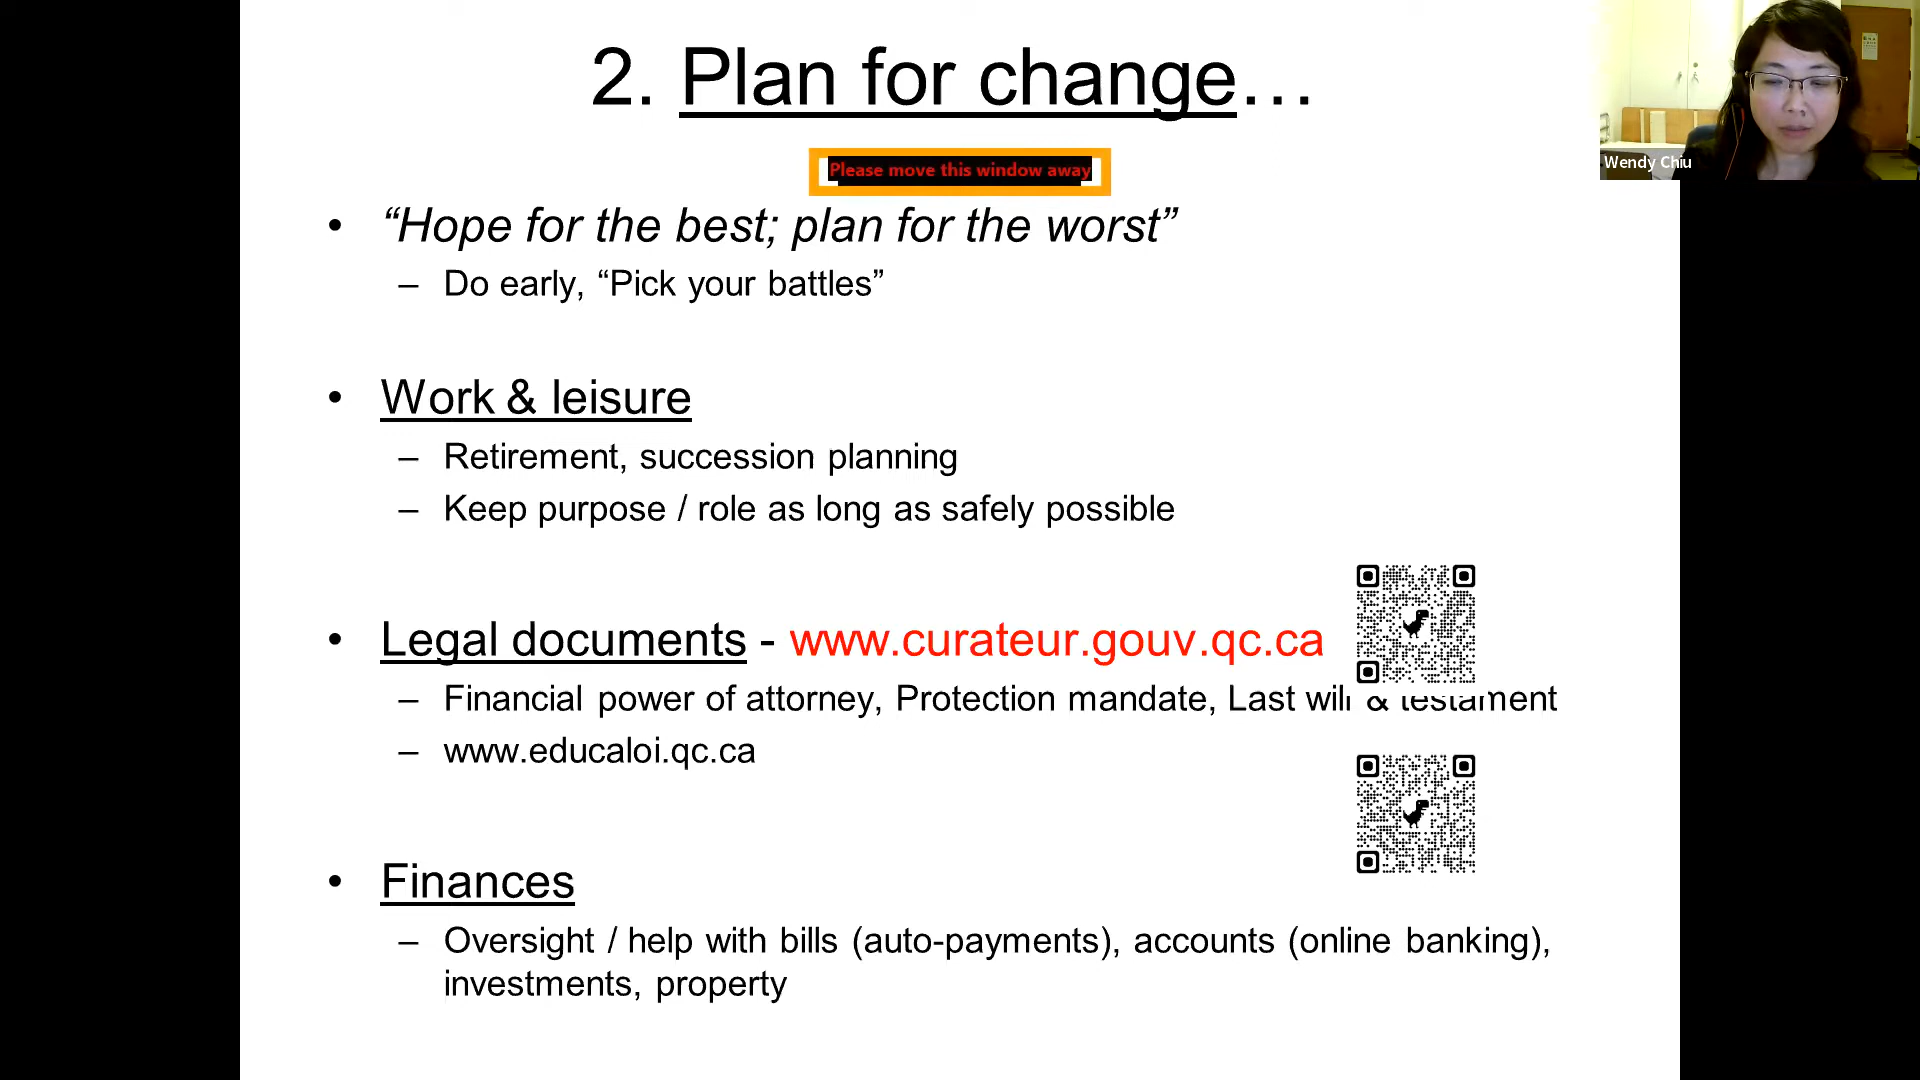 2. Plan for change…
Wendy Chiu
Please move this window away
• “Hope for the best; plan for the worst”
– Do early, “Pick your battles”
• Work & leisure
– Retirement, succession planning
– Keep purpose / role as long as safely possible
• Legal documents - www.curateur.gouv.qc.ca
– Financial power of attorney, Protection mandate, Last will & testament
– www.educaloi.qc.ca
• Finances
– Oversight / help with bills (auto-payments), accounts (online banking),
investments, property